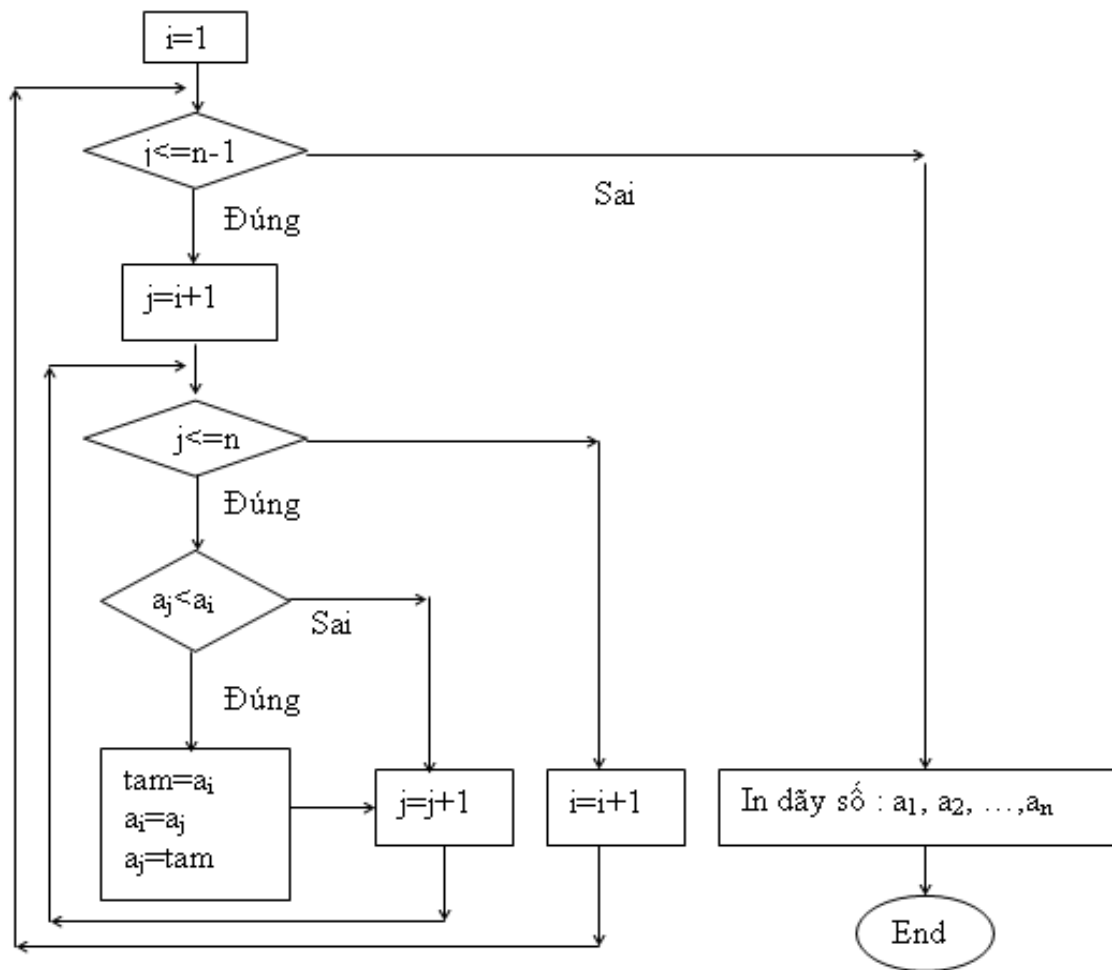 i=1
j<=n-1
Sai
Đúng
j=i+1
j<=n
Đúng
aj<ai
Sai
Đúng
tam=ai
ai=aj
aj=tam
j=j+1
i=i+1
In dãy số : a1, a2, ...,an
End